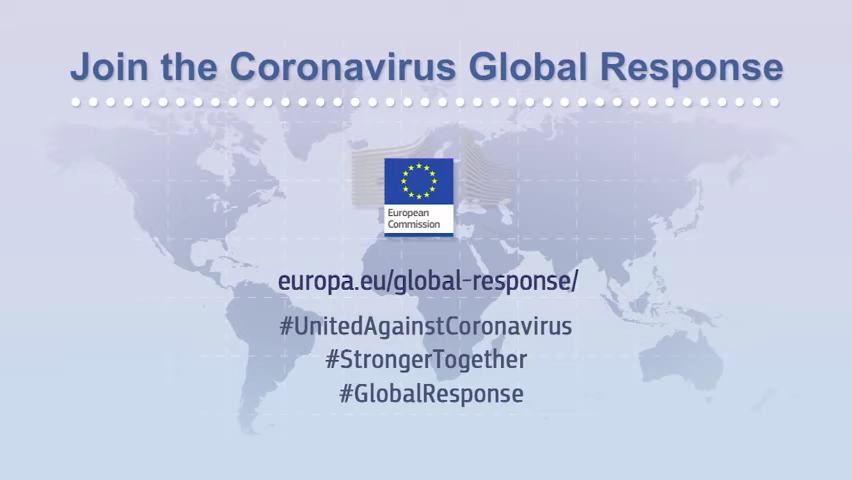 Join the Coronavirus Global Response
European
Commission
europa.eu/global-response/
#UnitedAgainstCoronavirus
#StrongerTogether
#GlobalResponse